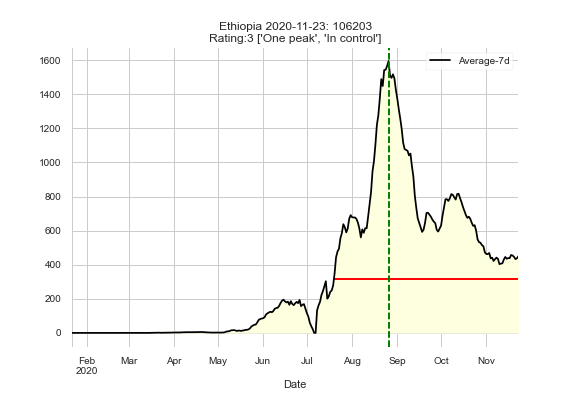 Ethiopia 2020-11-23: 106203
Rating:3 ['One peak', 'In control']
Average-7d
1600
1400
1200
1000
800
600
400
200
0
Feb Mar Apr May Jun Jul Aug Sep Oct Nov
2020
Date